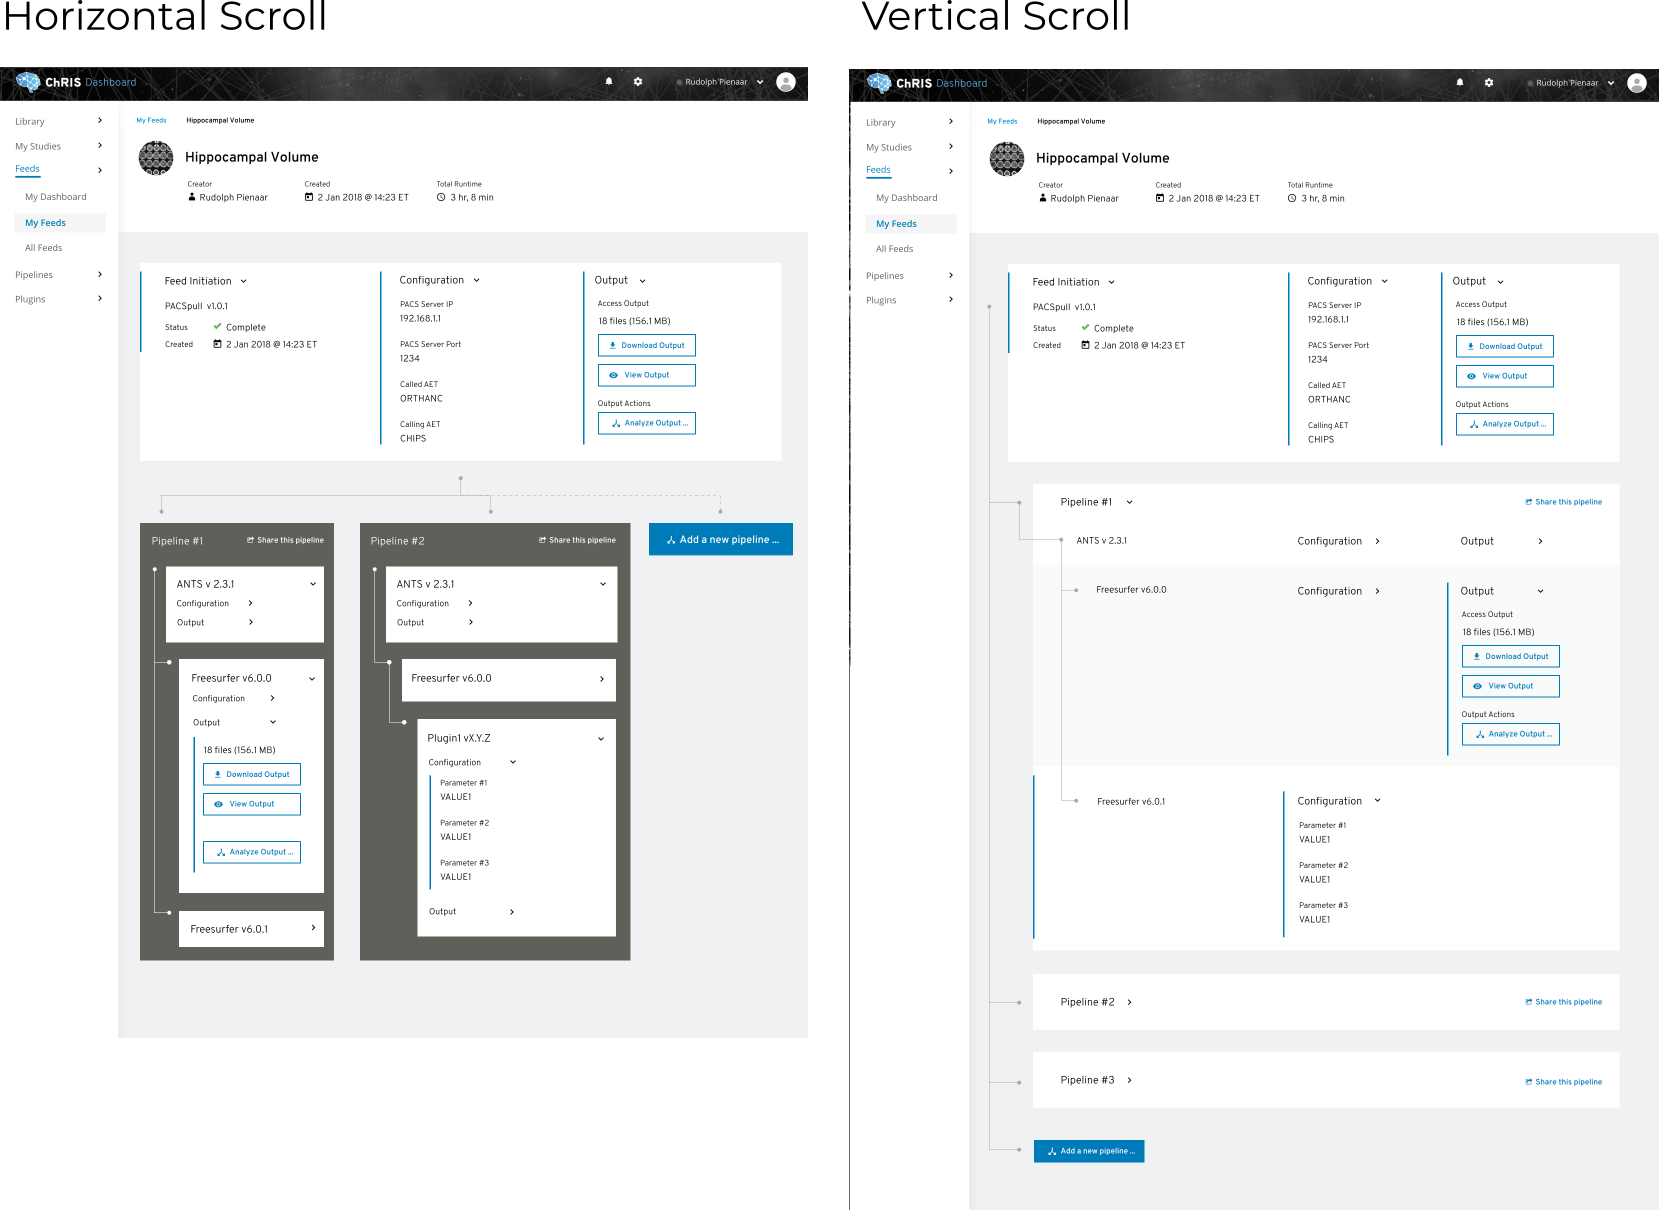 Horizontal Scroll
ChRIS Dashboard
Rudolph Pienaar
Library
My Studies
Feeds
My Dashboard
My Feeds
All Feeds
Pipelines
Plugins
My Feeds Hippocampal Volume
Hippocampal Volume
Creator Created Total Runtime
Rudolph Pienaar 2 Jan 2018 @ 14:23 ET 3 hr, 8 min
Feed Initiation
PACSpull v1.0.1
Status Complete
Created 2 Jan 2018 @ 14:23 ET
Configuration
PACS Server IP
192.168.1.1
PACS Server Port
1234
Called AET
ORTHANC
Calling AET
CHIPS
Output
Access Output
18 files (156.1 MB)
Download Output
View Output
Output Actions
Analyze Output ...
Pipeline #1 Share this pipeline
ANTS v 2.3.1
Configuration
Output
Freesurfer v6.0.0
Configuration
Output
18 files (156.1 MB)
Download Output
View Output
Analyze Output ...
Freesurfer v6.0.1
Pipeline #2 Share this pipeline
ANTS v 2.3.1
Configuration
Output
Freesurfer v6.0.0
Plugin1 vX.Y.Z
Configuration
Parameter #1
VALUE1
Parameter #2
VALUE1
Parameter #3
VALUE1
Output
Add a new pipeline ...
Vertical Scroll
ChRIS Dashboard
Rudolph Pienaar
Library
My Studies
Feeds
My Dashboard
My Feeds
All Feeds
Pipelines
Plugins
My Feeds Hippocampal Volume
Hippocampal Volume
Creator Created Total Runtime
Rudolph Pienaar 2 Jan 2018 @ 14:23 ET 3 hr, 8 min
Feed Initiation
PACSpull v1.0.1
Status Complete
Created 2 Jan 2018 @ 14:23 ET
Configuration
PACS Server IP
192.168.1.1
PACS Server Port
1234
Called AET
ORTHANC
Calling AET
CHIPS
Output
Access Output
18 files (156.1 MB)
Download Output
View Output
Output Actions
Analyze Output ...
Pipeline #1 Share this pipeline
ANTS v 2.3.1 Configuration Output
Freesurfer v6.0.0 Configuration Output
Access Output
18 files (156.1 MB)
Download Output
View Output
Output Actions
Analyze Output ...
Freesurfer v6.0.1 Configuration
Parameter #1
VALUE1
Parameter #2
VALUE1
Parameter #3
VALUE1
Pipeline #2 Share this pipeline
Pipeline #3 Share this pipeline
Add a new pipeline ...